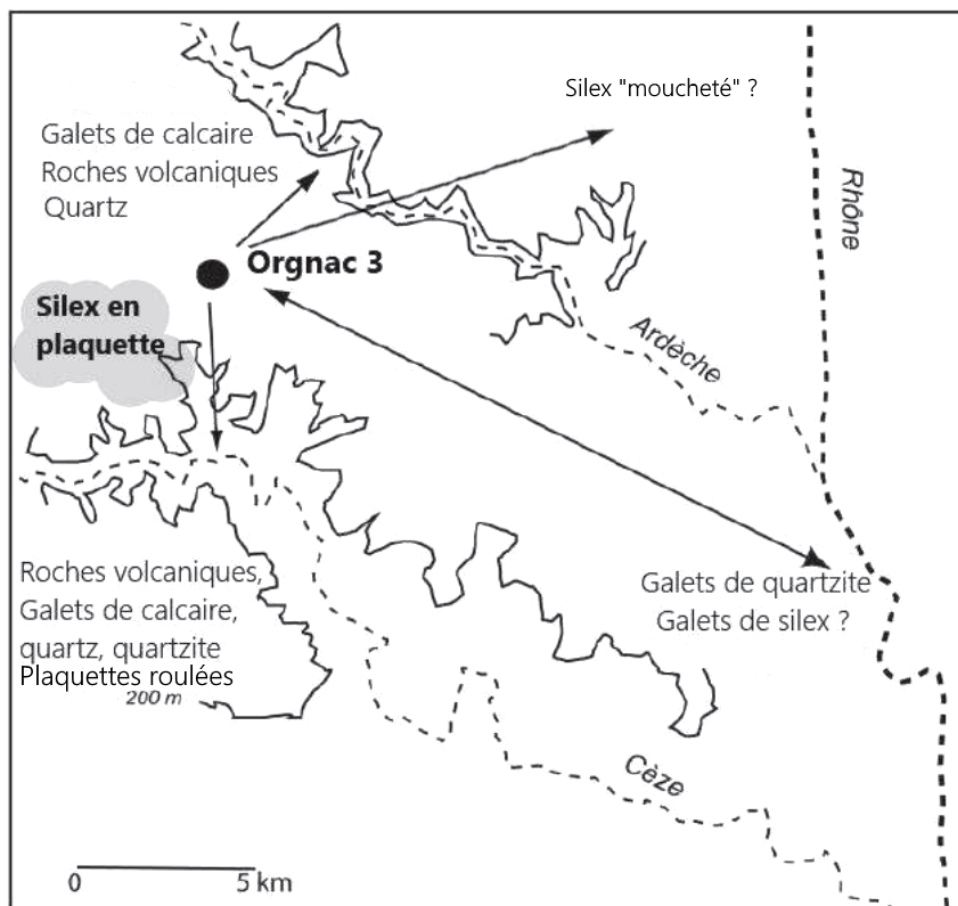 Silex "moucheté" ?
Galets de calcaire
Roches volcaniques
Quartz
Rhône
Orgnac 3
Silex en
plaquette
Ardèche
Roches volcaniques,
Galets de calcaire,
quartz, quartzite
Plaquettes roulées
200 m
Galets de quartzite
Galets de silex ?
Cèze
0 5 km